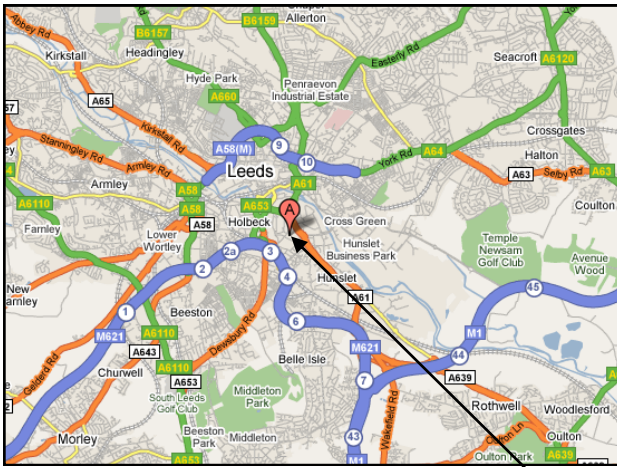 Abbey Rd
Kirkstall
B6157
Headingley
B6159
Allerton
A6120
Seacroft
Easterly Rd
Hyde Park
Penraevon
Industrial Estate
A65
A660
Kirkstall Rd
Crossgates
Stanningley Rd
A58(M)
9
10
York Rd
A64
Halton
Armley Rd
Leeds
A63
Selby Rd
A63
Armley
A58
A61
A6110
A58
A653
A
Colton
Farnley
A58
Holbeck
Cross Green
Lower
Wortley
Hunslet
Business Park
Temple
Newsam
Golf Club
Avenue
Wood
2
2a
3
4
Hunslet
New
A61
45
1
Beeston
6
M1
M621
A6110
Dewsbury Rd
M621
A643
Belle Isle
44
Gelderd Rd
Churwell
A653
7
A639
South Leeds
Golf Club
Middleton
Park
Rothwell
Woodlesford
Wakefield Rd
Morley
Beeston
Park
Middleton
43
Oulton
Oulton Park
A653
M1
A639